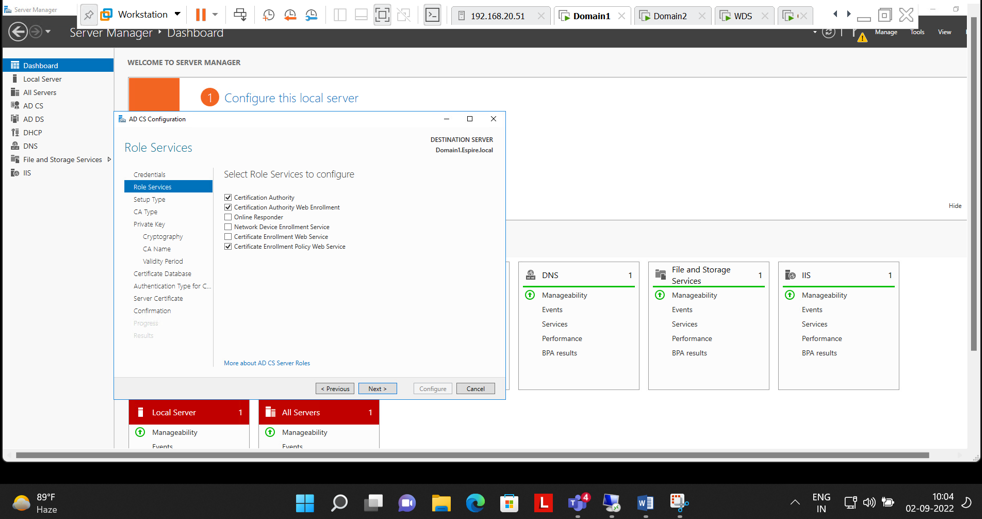 Server Manager
Workstation
192.168.20.51
Domain1
Domain2
WDS
Server Manager • Dashboard
Manage
Tools
View
Dashboard
Local Server
All Servers
AD CS
AD DS
DHCP
DNS
File and Storage Services
IIS
WELCOME TO SERVER MANAGER
1 Configure this local server
Hide
AD CS Configuration
Role Services
DESTINATION SERVER
Domain1.Espire.local
Credentials
Role Services
Setup Type
CA Type
Private Key
Cryptography
CA Name
Validity Period
Certificate Database
Authentication Type for C...
Server Certificate
Confirmation
Progress
Results
Select Role Services to configure
Certification Authority
Certification Authority Web Enrollment
Online Responder
Network Device Enrollment Service
Certificate Enrollment Web Service
Certificate Enrollment Policy Web Service
More about AD CS Server Roles
< Previous
Next >
Configure
Cancel
DNS 1
Manageability
Events
Services
Performance
BPA results
File and Storage
Services
1
Manageability
Events
Services
Performance
BPA results
IIS 1
Manageability
Events
Services
Performance
BPA results
Local Server 1
Manageability
Events
All Servers 1
Manageability
Events
89°F
Haze
L
4
W
ENG
IN
10:04
02-09-2022